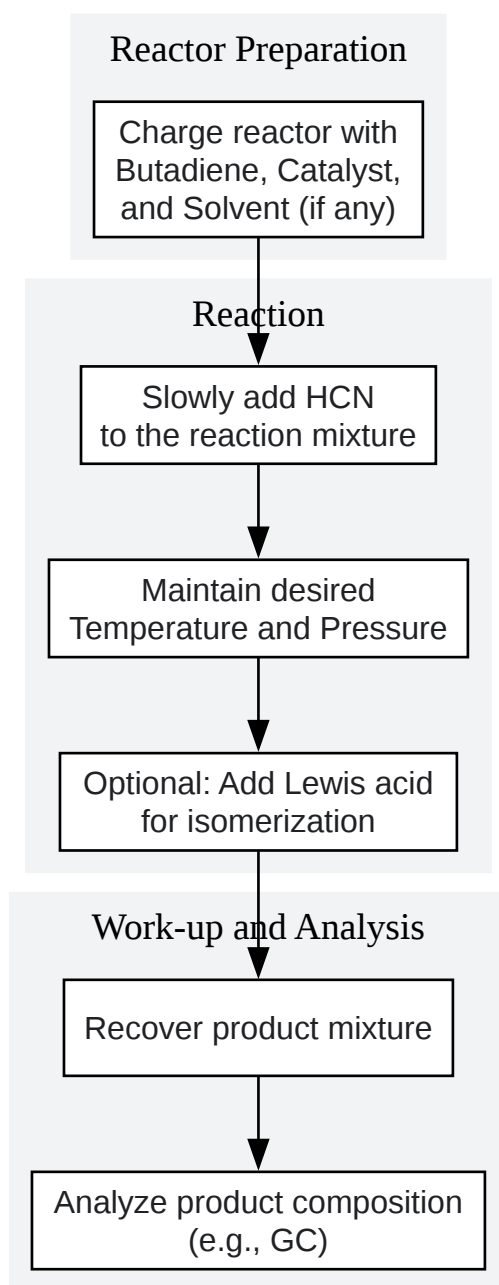 Reactor Preparation
Charge reactor with
Butadiene, Catalyst,
and Solvent (if any)
Reaction
Slowly add HCN
to the reaction mixture
Maintain desired
Temperature and Pressure
Optional: Add Lewis acid
for isomerization
Work-up and Analysis
Recover product mixture
Analyze product composition
(e.g., GC)